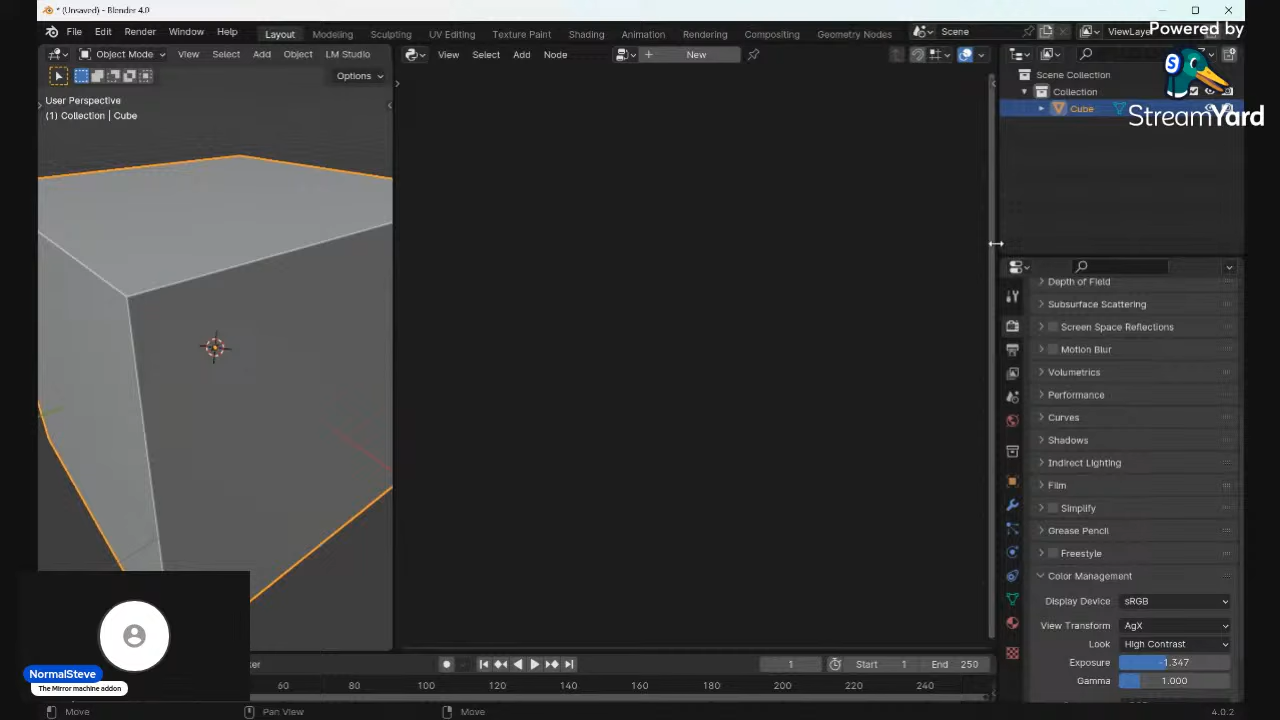 * (Unsaved) - Blender 4.0
File Edit Render Window Help Layout Modeling Sculpting UV Editing Texture Paint Shading Animation Rendering Compositing Geometry Nodes Scene ViewLayer
Powered by
StreamYard
Object Mode View Select Add Object LM Studio
View Select Add Node New
Options
User Perspective
(1) Collection | Cube
Scene Collection
Collection
Cube
Depth of Field
Subsurface Scattering
Screen Space Reflections
Motion Blur
Volumetrics
Performance
Curves
Shadows
Indirect Lighting
Film
Simplify
Grease Pencil
Freestyle
Color Management
Display Device sRGB
View Transform AgX
Look High Contrast
Exposure -1.347
Gamma 1.000
NormalSteve
The Mirror machine addon
1 Start 1 End 250
60 80 100 120 140 160 180 200 220 240
Move Pan View Move 4.0.2